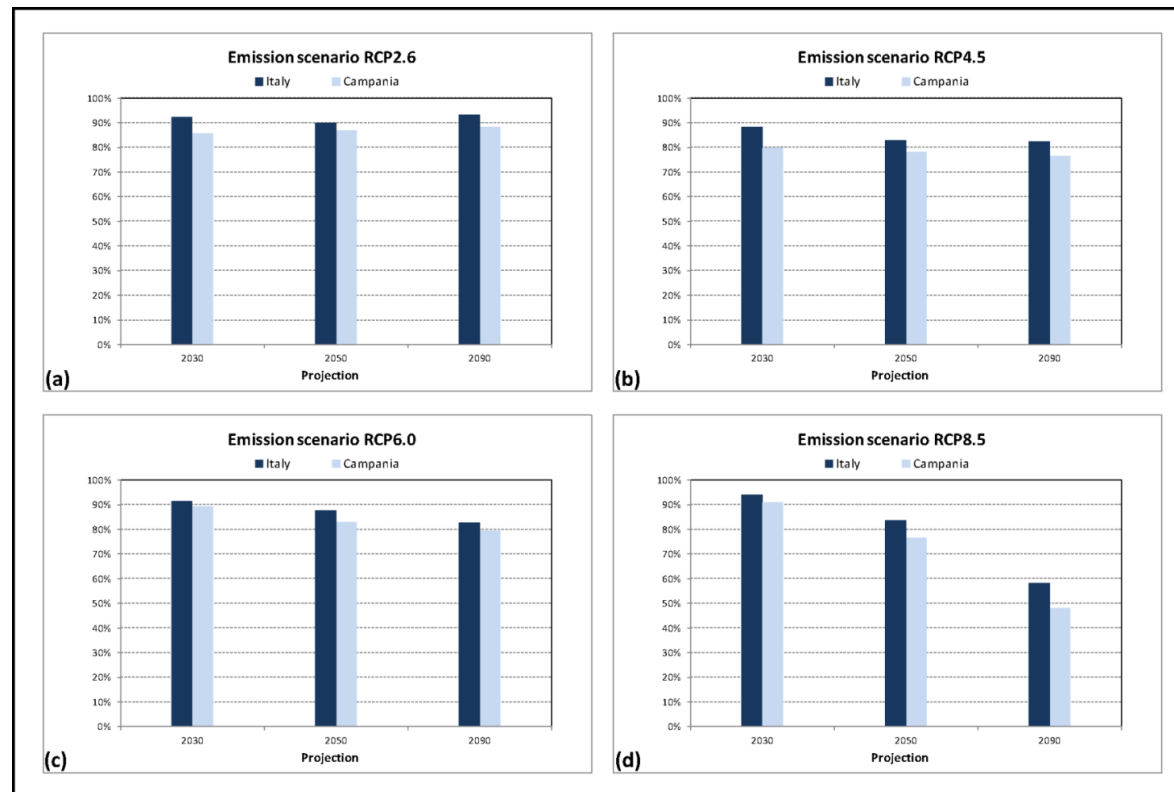 Emission scenario RCP2.6
Italy Campania
100%
90%
80%
70%
60%
50%
40%
30%
20%
10%
0%
2030 2050 2090
Projection
(a)
Emission scenario RCP4.5
Italy Campania
100%
90%
80%
70%
60%
50%
40%
30%
20%
10%
0%
2030 2050 2090
Projection
(b)
Emission scenario RCP6.0
Italy Campania
100%
90%
80%
70%
60%
50%
40%
30%
20%
10%
0%
2030 2050 2090
Projection
(c)
Emission scenario RCP8.5
Italy Campania
100%
90%
80%
70%
60%
50%
40%
30%
20%
10%
0%
2030 2050 2090
Projection
(d)